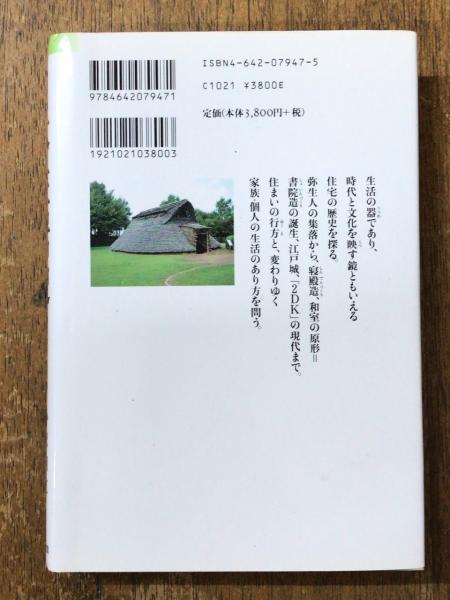 ISBN4-642-07947-5
C1021 ¥3800E
定価(本体3,800円+税)
9784642079471
1921021038003
生活の器であり、
時代と文化を映す鏡ともいえる
住宅の歴史を探る。
弥生人の集落から、寝殿造、和室の原形=
書院造の誕生、江戸城、「2DK」の現代まで。
住まいの行方と、変わりゆく
家族・個人の生活のあり方を問う。